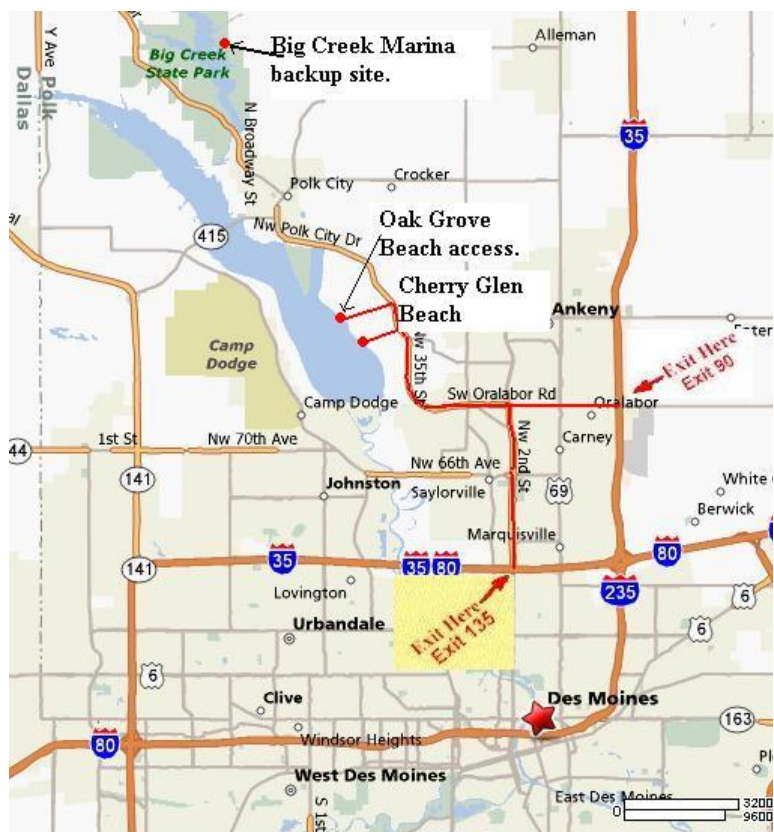 Y Ave
Polk
Dallas
Big Creek
State Park
Big Creek Marina
backup site.
Alleman
35
N Broadway St
Polk City
Crocker
415
Nw Polk City Dr
Oak Grove
Beach access.
Cherry Glen
Beach
Ankeny
Camp
Dodge
Nw 35th St
Exit Here
Exit 90
Sw Oralabor Rd
Oralabor
Camp Dodge
44
1st St
Nw 70th Ave
Nw 2nd St
Carney
141
Nw 66th Ave
Johnston
Saylorville
69
White
Berwick
Marquisville
141
35
35
80
80
Lovington
235
6
Exit Here
Exit 135
Urbandale
6
6
Clive
Des Moines
163
80
Windsor Heights
West Des Moines
S 1st
East Des Moines
0
3200
9600